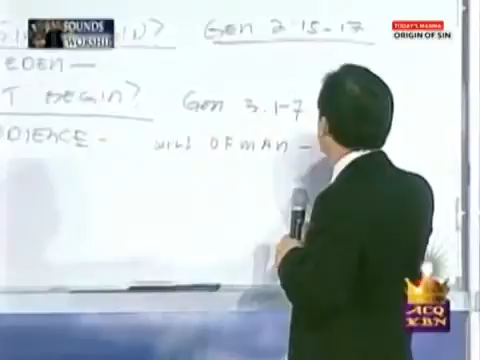 SOUNDS
WORSHIP
TODAY'S MANNA
ORIGIN OF SIN
IN? Gen 2:15-17
EDEN —
T BEGIN? Gen 3:1-7
DIENCE - WILL OF MAN -
ACQ
KBN